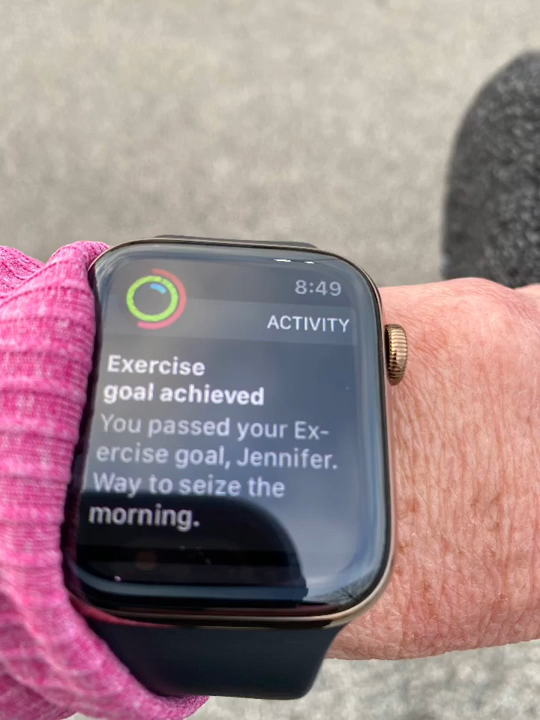 8:49
ACTIVITY
Exercise
goal achieved
You passed your Ex-
ercise goal, Jennifer.
Way to seize the
morning.